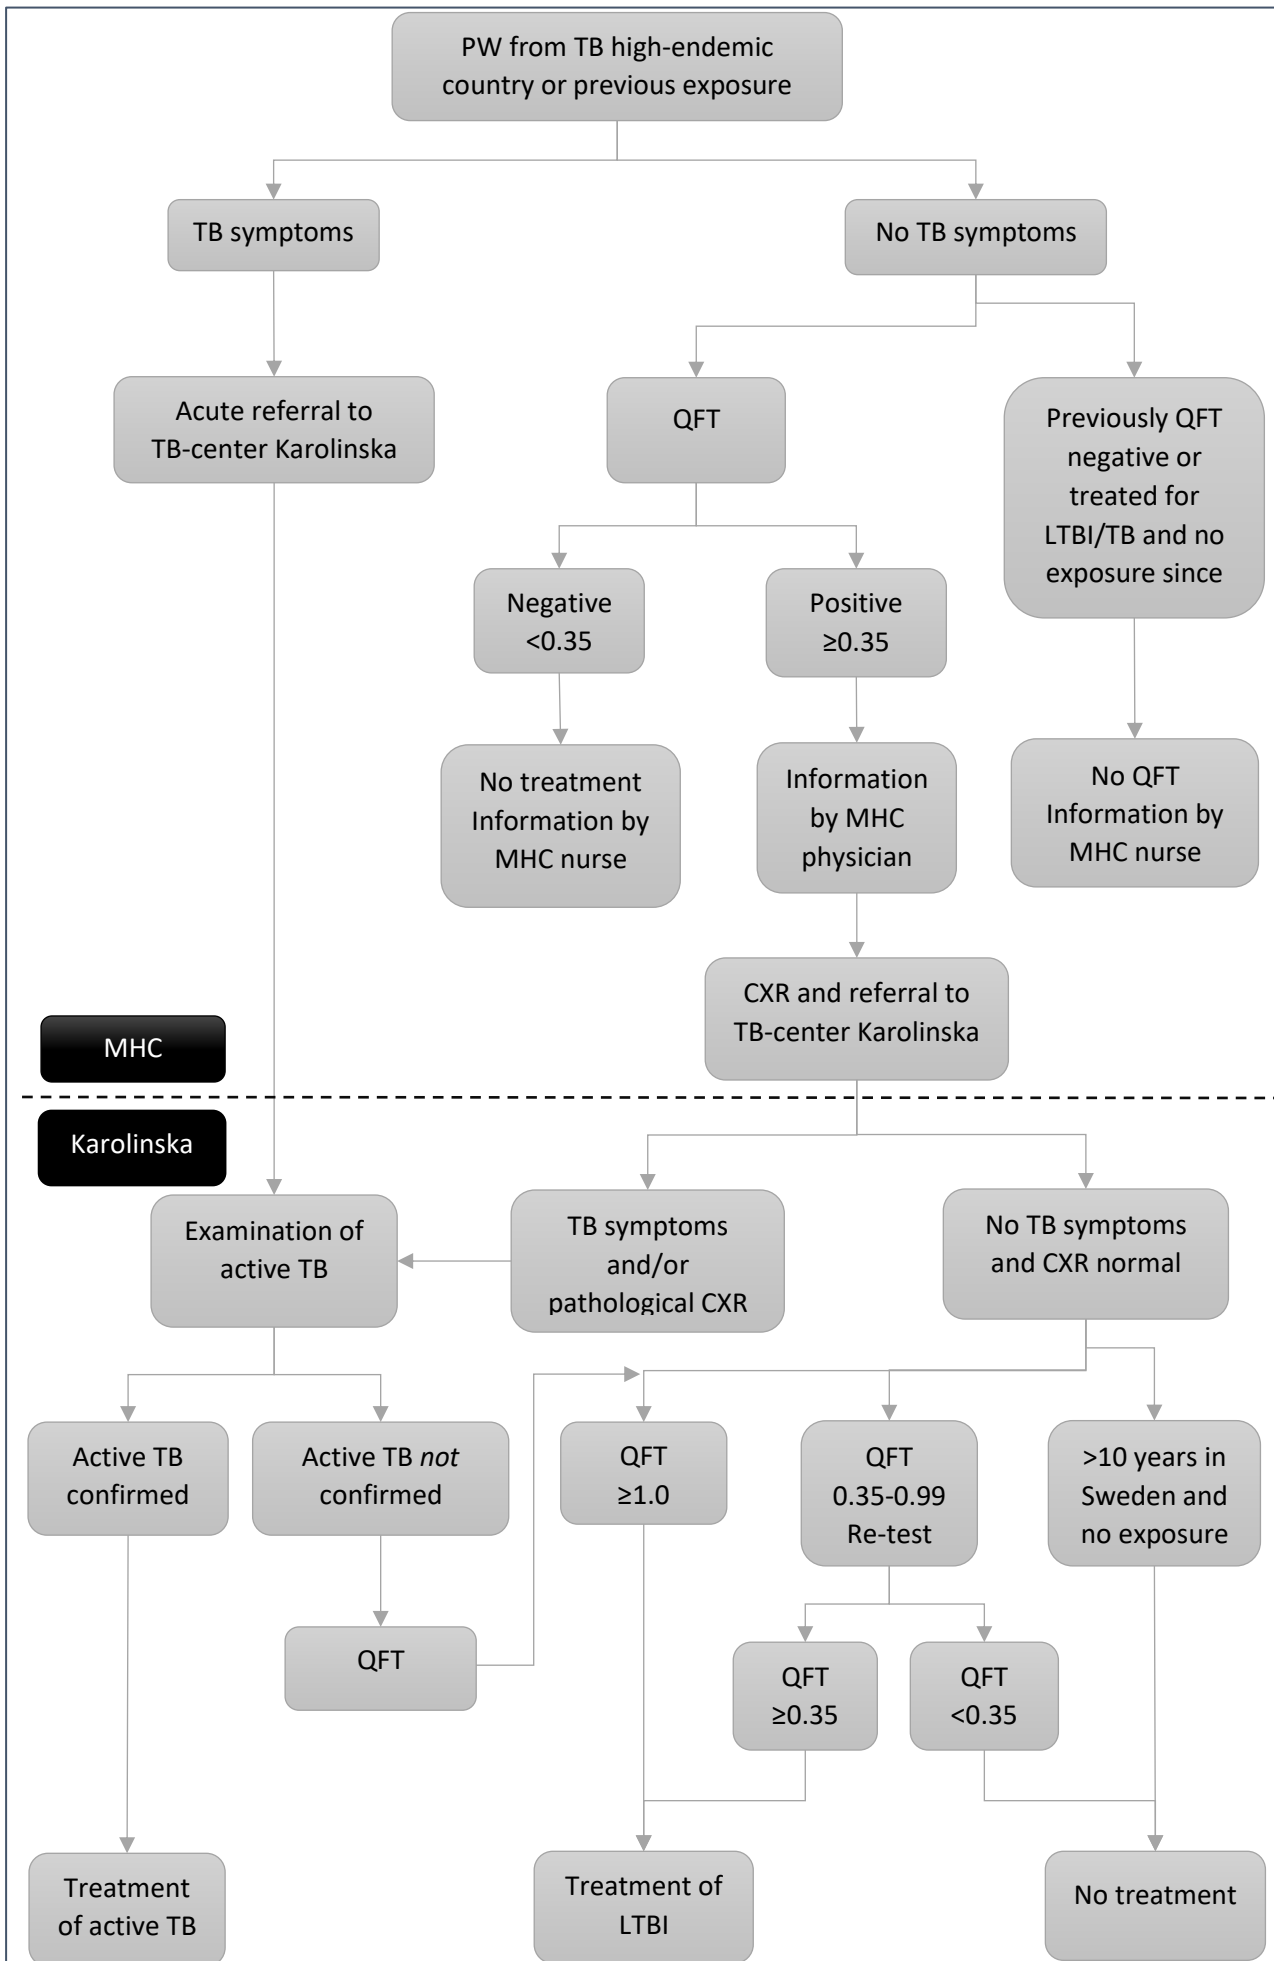 PW from TB high-endemic
country or previous exposure
TB symptoms
No TB symptoms
Acute referral to
TB-center Karolinska
QFT
Previously QFT
negative or
treated for
LTBI/TB and no
exposure since
Negative
<0.35
Positive
≥0.35
No treatment
Information by
MHC nurse
Information
by MHC
physician
No QFT
Information by
MHC nurse
CXR and referral to
TB-center Karolinska
MHC
Karolinska
Examination of
active TB
TB symptoms
and/or
pathological CXR
No TB symptoms
and CXR normal
Active TB
confirmed
Active TB not
confirmed
QFT
≥1.0
QFT
0.35-0.99
Re-test
>10 years in
Sweden and
no exposure
QFT
QFT
≥0.35
QFT
<0.35
Treatment
of active TB
Treatment of
LTBI
No treatment